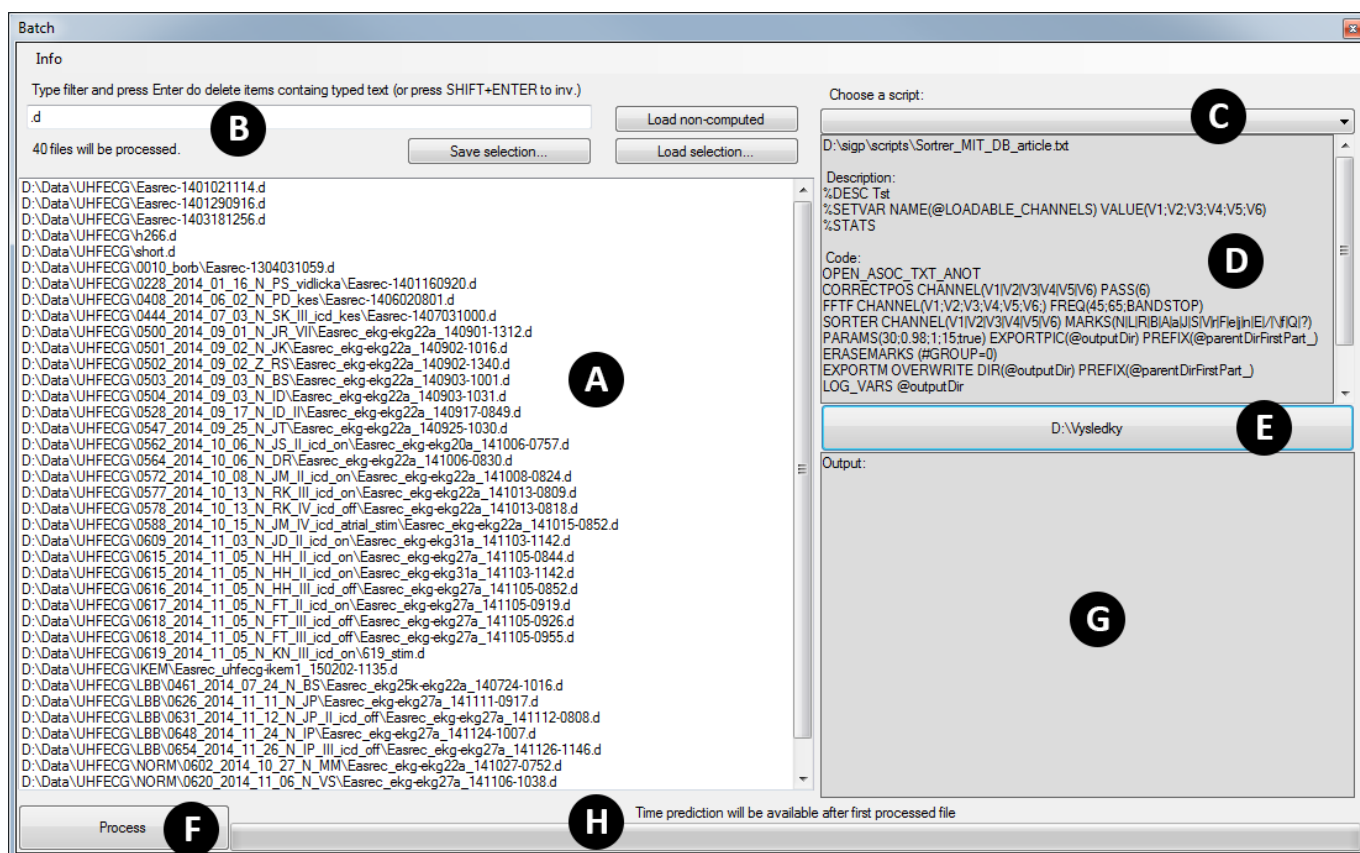 Batch
Info
Type filter and press Enter do delete items containg typed text (or press SHIFT+ENTER to inv.)
.d
B
Load non-computed
40 files will be processed.
Save selection...
Load selection...
D:\Data\UHFECG\Easrec-1401021114.d
D:\Data\UHFECG\Easrec-1401290916.d
D:\Data\UHFECG\Easrec-1403181256.d
D:\Data\UHFECG\h266.d
D:\Data\UHFECG\short.d
D:\Data\UHFECG\0010_borb\Easrec-1304031059.d
D:\Data\UHFECG\0228_2014_01_16_N_PS_vidlicka\Easrec-1401160920.d
D:\Data\UHFECG\0408_2014_06_02_N_PD_kes\Easrec-1406020801.d
D:\Data\UHFECG\0444_2014_07_03_N_SK_III_icd_kes\Easrec-1407031000.d
D:\Data\UHFECG\0500_2014_09_01_N_JR_VII\Easrec_ekg-ekg22a_140901-1312.d
D:\Data\UHFECG\0501_2014_09_02_N_JK\Easrec_ekg-ekg22a_140902-1016.d
D:\Data\UHFECG\0502_2014_09_02_Z_RS\Easrec_ekg-ekg22a_140902-1340.d
D:\Data\UHFECG\0503_2014_09_03_N_BS\Easrec_ekg-ekg22a_140903-1001.d
D:\Data\UHFECG\0504_2014_09_03_N_ID\Easrec_ekg-ekg22a_140903-1031.d
D:\Data\UHFECG\0528_2014_09_17_N_ID_II\Easrec_ekg-ekg22a_140917-0849.d
D:\Data\UHFECG\0547_2014_09_25_N_JT\Easrec_ekg-ekg22a_140925-1030.d
D:\Data\UHFECG\0562_2014_10_06_N_JS_II_icd_on\Easrec_ekg-ekg20a_141006-0757.d
D:\Data\UHFECG\0564_2014_10_06_N_DR\Easrec_ekg-ekg22a_141006-0830.d
D:\Data\UHFECG\0572_2014_10_08_N_JM_II_icd_on\Easrec_ekg-ekg22a_141008-0824.d
D:\Data\UHFECG\0577_2014_10_13_N_RK_III_icd_on\Easrec_ekg-ekg22a_141013-0809.d
D:\Data\UHFECG\0578_2014_10_13_N_RK_IV_icd_off\Easrec_ekg-ekg22a_141013-0818.d
D:\Data\UHFECG\0588_2014_10_15_N_JM_IV_icd_atrial_stim\Easrec_ekg-ekg22a_141015-0852.d
D:\Data\UHFECG\0609_2014_11_03_N_JD_II_icd_on\Easrec_ekg-ekg31a_141103-1142.d
D:\Data\UHFECG\0615_2014_11_05_N_HH_II_icd_on\Easrec_ekg-ekg27a_141105-0844.d
D:\Data\UHFECG\0615_2014_11_05_N_HH_II_icd_on\Easrec_ekg-ekg31a_141103-1142.d
D:\Data\UHFECG\0616_2014_11_05_N_HH_III_icd_off\Easrec_ekg-ekg27a_141105-0852.d
D:\Data\UHFECG\0617_2014_11_05_N_FT_II_icd_on\Easrec_ekg-ekg27a_141105-0919.d
D:\Data\UHFECG\0618_2014_11_05_N_FT_III_icd_off\Easrec_ekg-ekg27a_141105-0926.d
D:\Data\UHFECG\0618_2014_11_05_N_FT_III_icd_off\Easrec_ekg-ekg27a_141105-0955.d
D:\Data\UHFECG\0619_2014_11_05_N_KN_III_icd_on\619_stim.d
D:\Data\UHFECG\IKEM\Easrec_uhfecg-ikem1_150202-1135.d
D:\Data\UHFECG\LBB\0461_2014_07_24_N_BS\Easrec_ekg25k-ekg22a_140724-1016.d
D:\Data\UHFECG\LBB\0626_2014_11_11_N_JP\Easrec_ekg-ekg27a_141111-0917.d
D:\Data\UHFECG\LBB\0631_2014_11_12_N_JP_II_icd_off\Easrec_ekg-ekg27a_141112-0808.d
D:\Data\UHFECG\LBB\0648_2014_11_24_N_IP\Easrec_ekg-ekg27a_141124-1007.d
D:\Data\UHFECG\LBB\0654_2014_11_26_N_IP_III_icd_off\Easrec_ekg-ekg27a_141126-1146.d
D:\Data\UHFECG\NORM\0602_2014_10_27_N_MM\Easrec_ekg-ekg22a_141027-0752.d
D:\Data\UHFECG\NORM\0620_2014_11_06_N_VS\Easrec_ekg-ekg27a_141106-1038.d
A
Choose a script:
C
D:\sigp\scripts\Sortrer_MIT_DB_article.txt
Description:
%DESC Tst
%SETVAR NAME(@LOADABLE_CHANNELS) VALUE(V1;V2;V3;V4;V5;V6)
%STATS
D
Code:
OPEN_ASOC_TXT_ANOT
CORRECTPOS CHANNEL(V1|V2|V3|V4|V5|V6) PASS(6)
FFTF CHANNEL(V1;V2;V3;V4;V5;V6;) FREQ(45;65;BANDSTOP)
SORTER CHANNEL(V1|V2|V3|V4|V5|V6) MARKS(N|L|R|B|A|a|J|S|V|r|F|e|j|n|E|/|\|f|Q|?)
PARAMS(30;0.98;1;15;true) EXPORTPIC(@outputDir) PREFIX(@parentDirFirstPart_)
ERASEMARKS (#GROUP=0)
EXPORTM OVERWRITE DIR(@outputDir) PREFIX(@parentDirFirstPart_)
LOG_VARS @outputDir
D:\Vysledky
E
Output:
G
Process
F
H
Time prediction will be available after first processed file